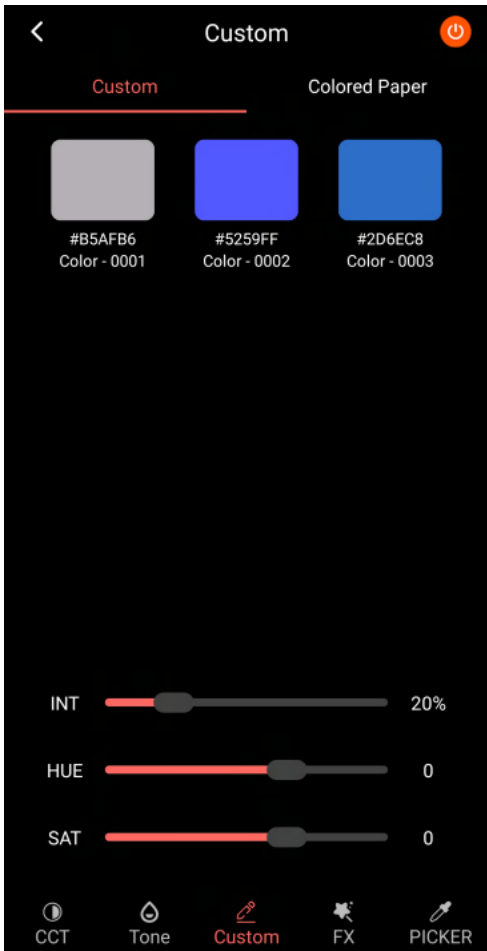 Custom
Custom
Colored Paper
#B5AFB6
Color - 0001
#5259FF
Color - 0002
#2D6EC8
Color - 0003
INT 20%
HUE 0
SAT 0
CCT Tone Custom FX PICKER